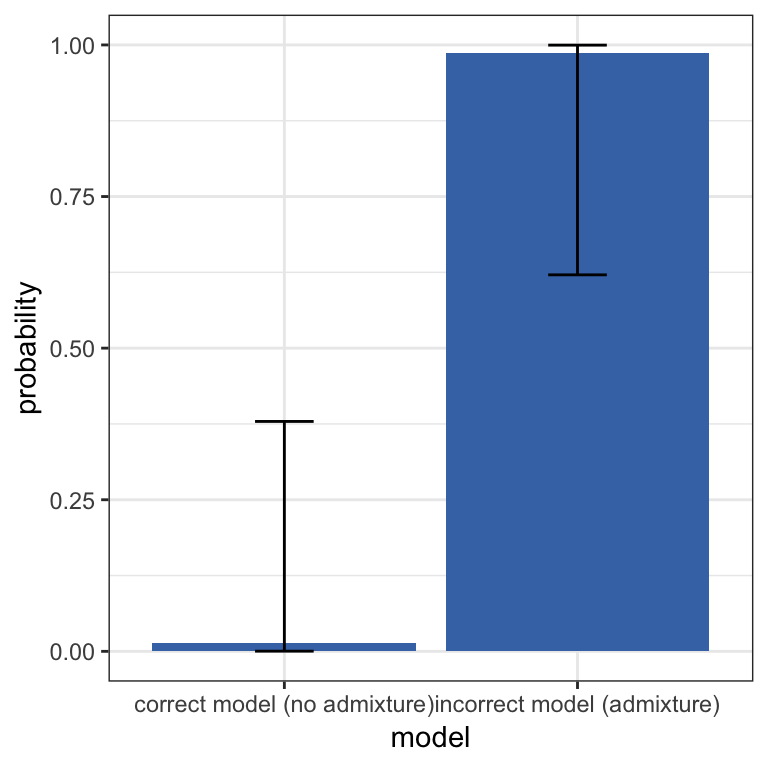 1.00
0.75
0.50
0.25
0.00
probability
correct model (no admixture)
incorrect model (admixture)
model